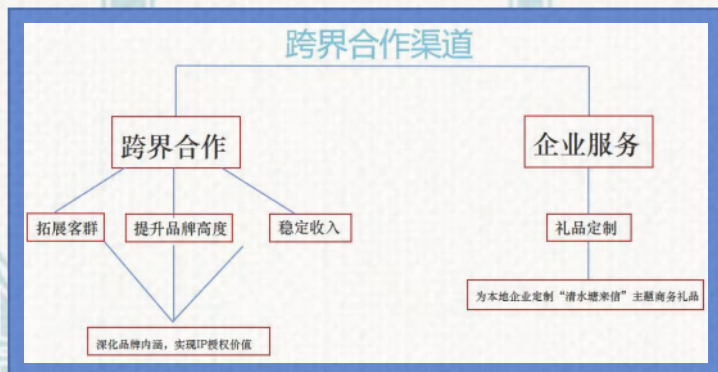 跨界合作渠道
跨界合作
企业服务
拓展客群
提升品牌高度
稳定收入
礼品定制
为本地企业定制“清水塘来信”主题商务礼品
深化品牌内涵，实现IP授权价值